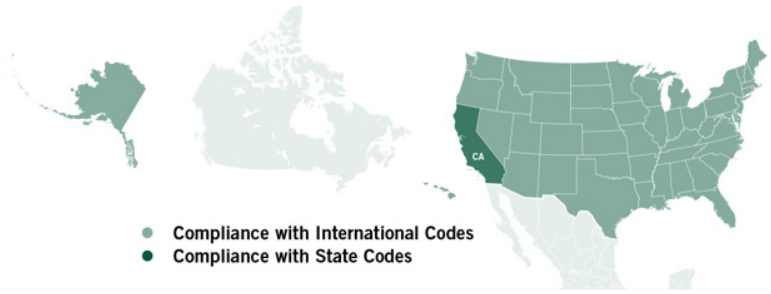 CA
Compliance with International Codes
Compliance with State Codes